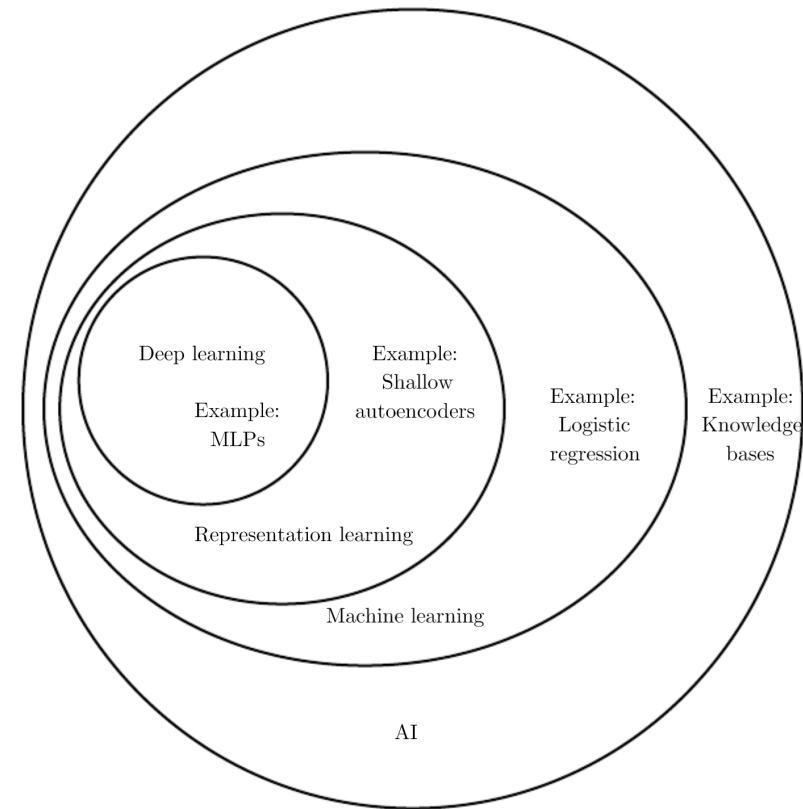 Deep learning
Example:
MLPs
Example:
Shallow
autoencoders
Example:
Logistic
regression
Example:
Knowledge
bases
Representation learning
Machine learning
AI